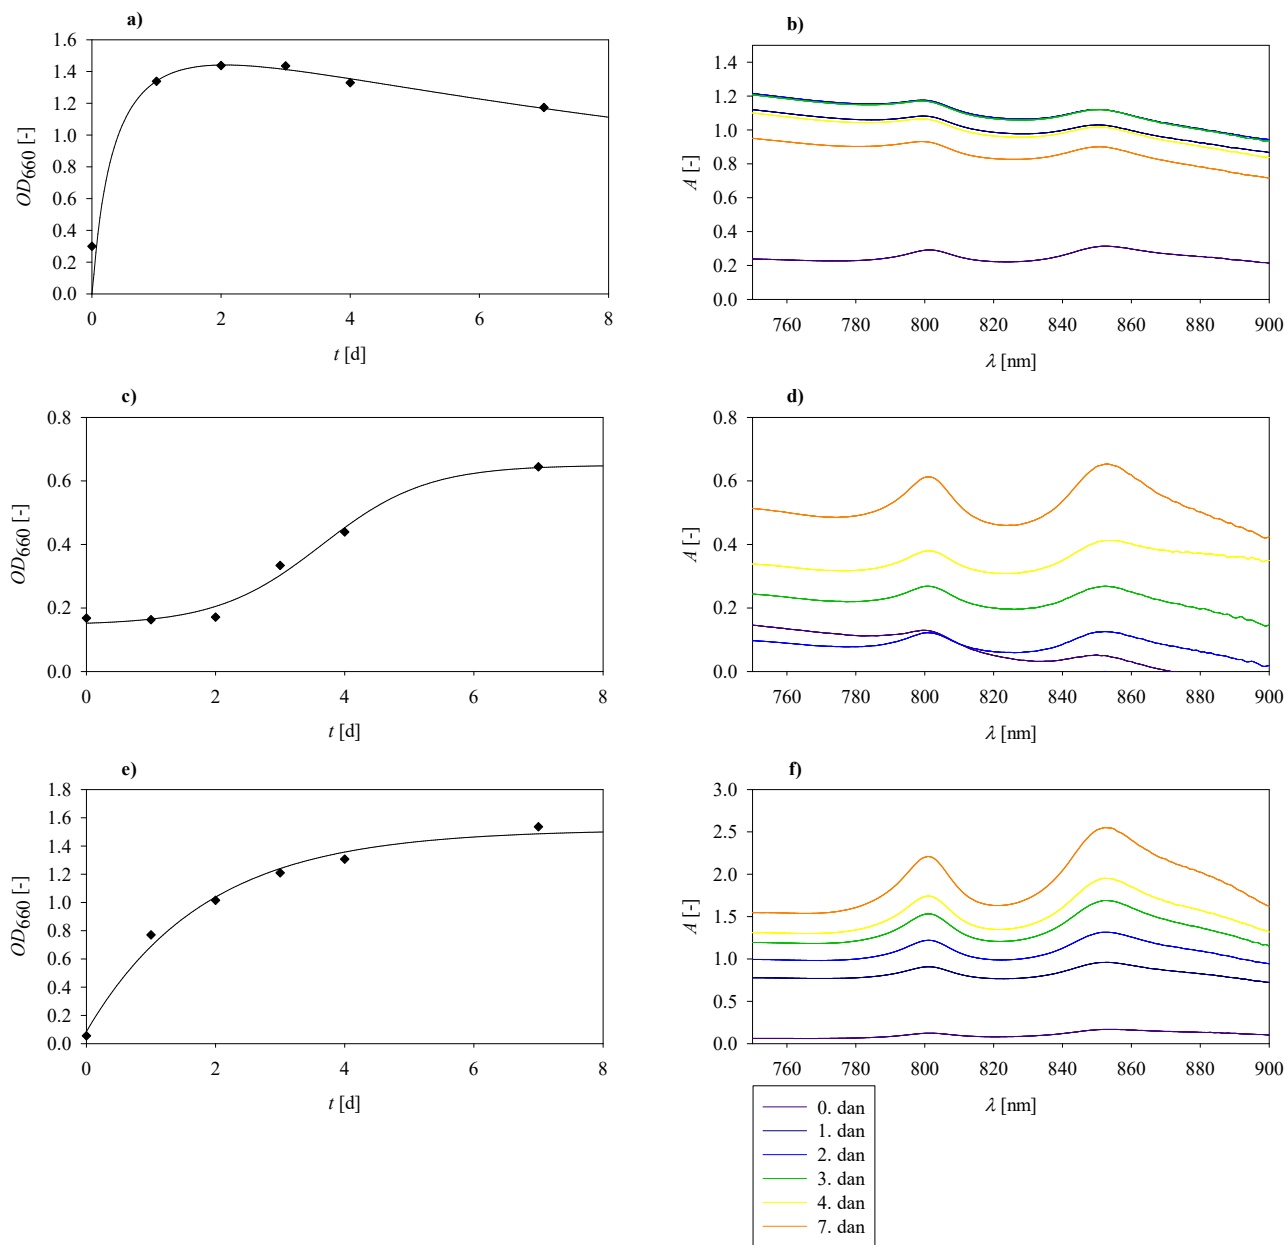 a)
1.6
1.4
1.2
1.0
0.8
0.6
0.4
0.2
0.0
OD660 [-]
0 2 4 6 8
t [d]
b)
1.4
1.2
1.0
0.8
0.6
0.4
0.2
0.0
A [-]
760 780 800 820 840 860 880 900
λ [nm]
c)
0.8
0.6
0.4
0.2
0.0
OD660 [-]
0 2 4 6 8
t [d]
d)
0.8
0.6
0.4
0.2
0.0
A [-]
760 780 800 820 840 860 880 900
λ [nm]
e)
1.8
1.6
1.4
1.2
1.0
0.8
0.6
0.4
0.2
0.0
OD660 [-]
0 2 4 6 8
t [d]
f)
3.0
2.5
2.0
1.5
1.0
0.5
0.0
A [-]
760 780 800 820 840 860 880 900
λ [nm]
0. dan
1. dan
2. dan
3. dan
4. dan
7. dan